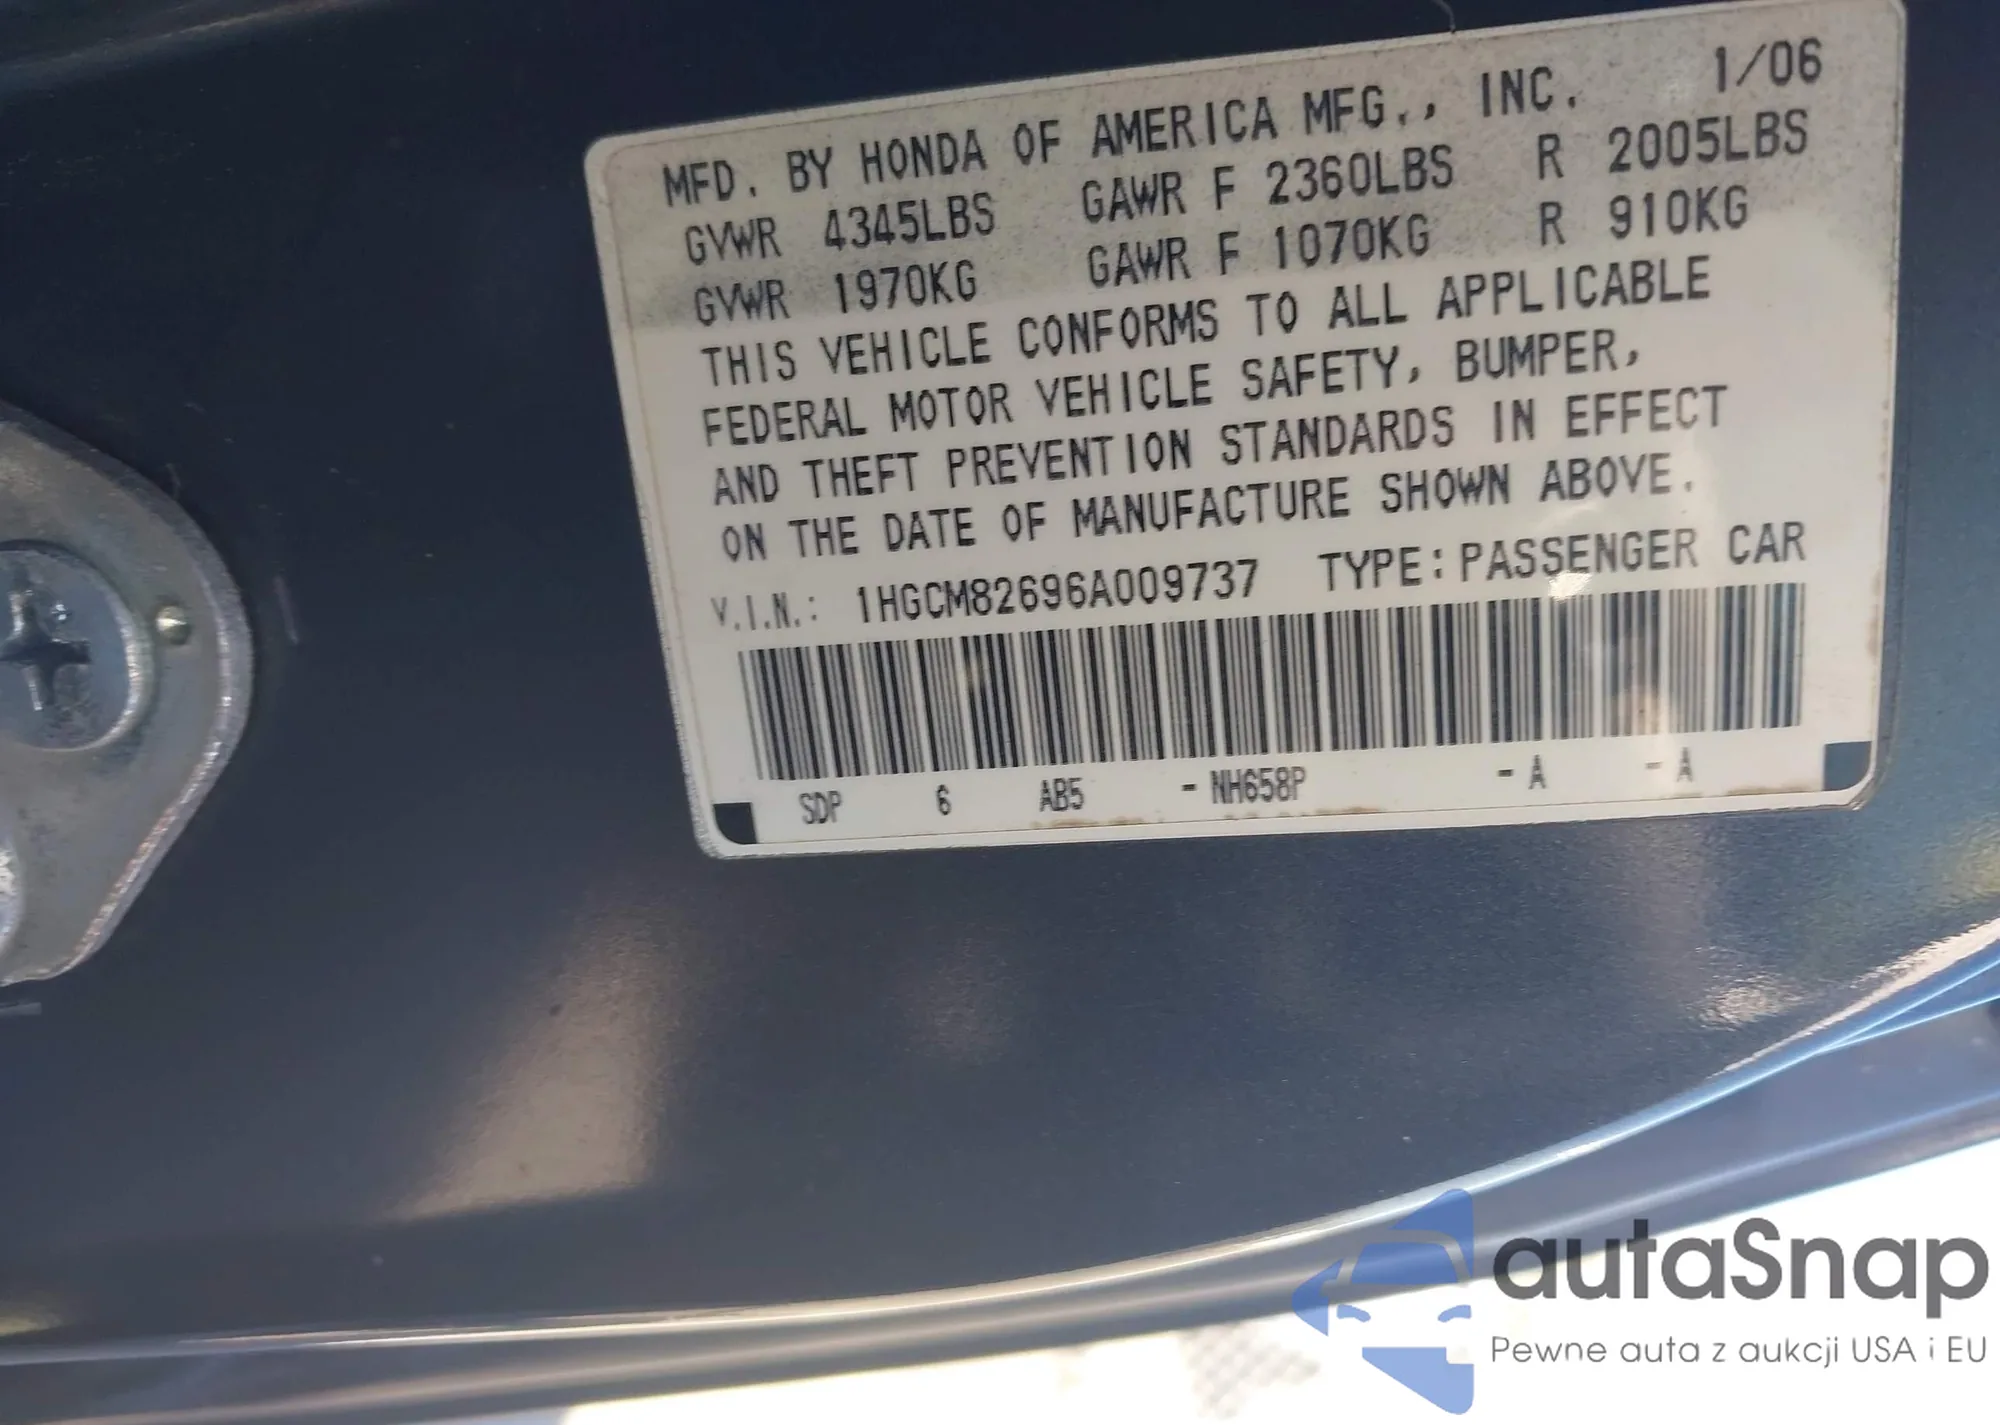 MFD. BY HONDA OF AMERICA MFG., INC. 1/06
GVWR 4345LBS GAWR F 2360LBS R 2005LBS
GVWR 1970KG GAWR F 1070KG R 910KG
THIS VEHICLE CONFORMS TO ALL APPLICABLE
FEDERAL MOTOR VEHICLE SAFETY, BUMPER,
AND THEFT PREVENTION STANDARDS IN EFFECT
ON THE DATE OF MANUFACTURE SHOWN ABOVE.
V.I.N.: 1HGCM82696A009737 TYPE: PASSENGER CAR
SDP 6 AB5 -NH658P -A -A
autaSnap
Pewne auta z aukcji USA i EU